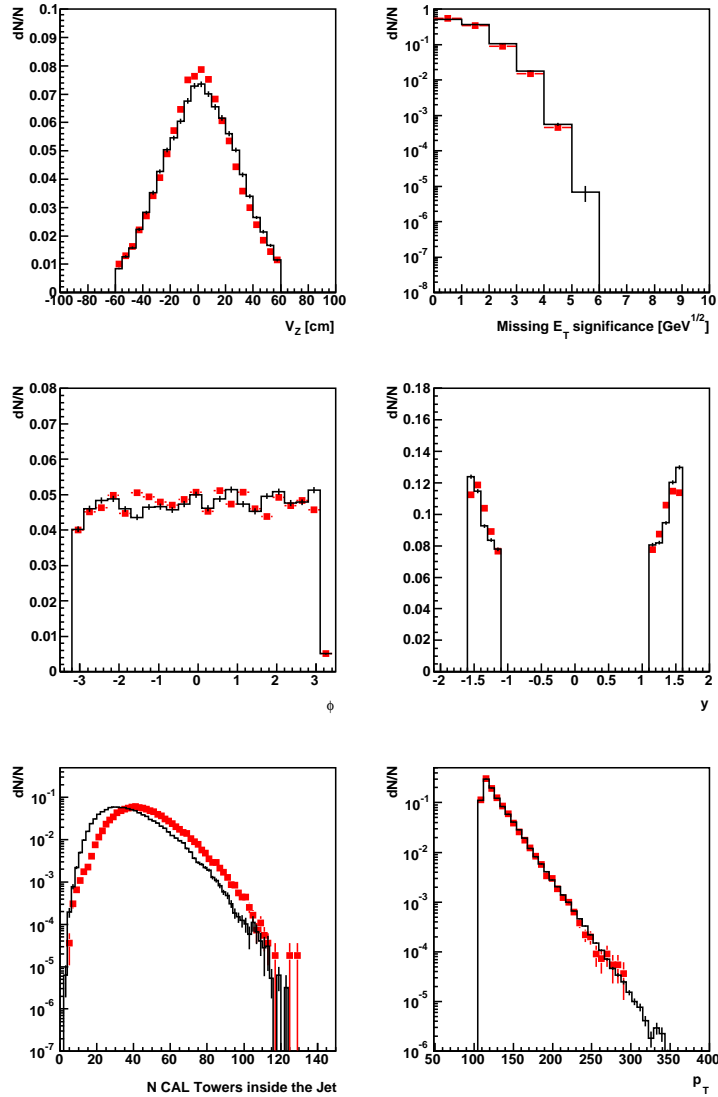 dN/N
0.1
0.09
0.08
0.07
0.06
0.05
0.04
0.03
0.02
0.01
0
-100 -80 -60 -40 -20 0 20 40 60 80 100
V_Z [cm]
dN/N
1
10^-1
10^-2
10^-3
10^-4
10^-5
10^-6
10^-7
10^-8
0 1 2 3 4 5 6 7 8 9 10
Missing E_T significance [GeV^1/2]
dN/N
0.08
0.07
0.06
0.05
0.04
0.03
0.02
0.01
0
-3 -2 -1 0 1 2 3
ϕ
dN/N
0.18
0.16
0.14
0.12
0.10
0.08
0.06
0.04
0.02
0
-2 -1.5 -1 -0.5 0 0.5 1 1.5 2
y
dN/N
10^-1
10^-2
10^-3
10^-4
10^-5
10^-6
10^-7
0 20 40 60 80 100 120 140
N CAL Towers inside the Jet
dN/N
10^-1
10^-2
10^-3
10^-4
10^-5
10^-6
50 100 150 200 250 300 350 400
p_T